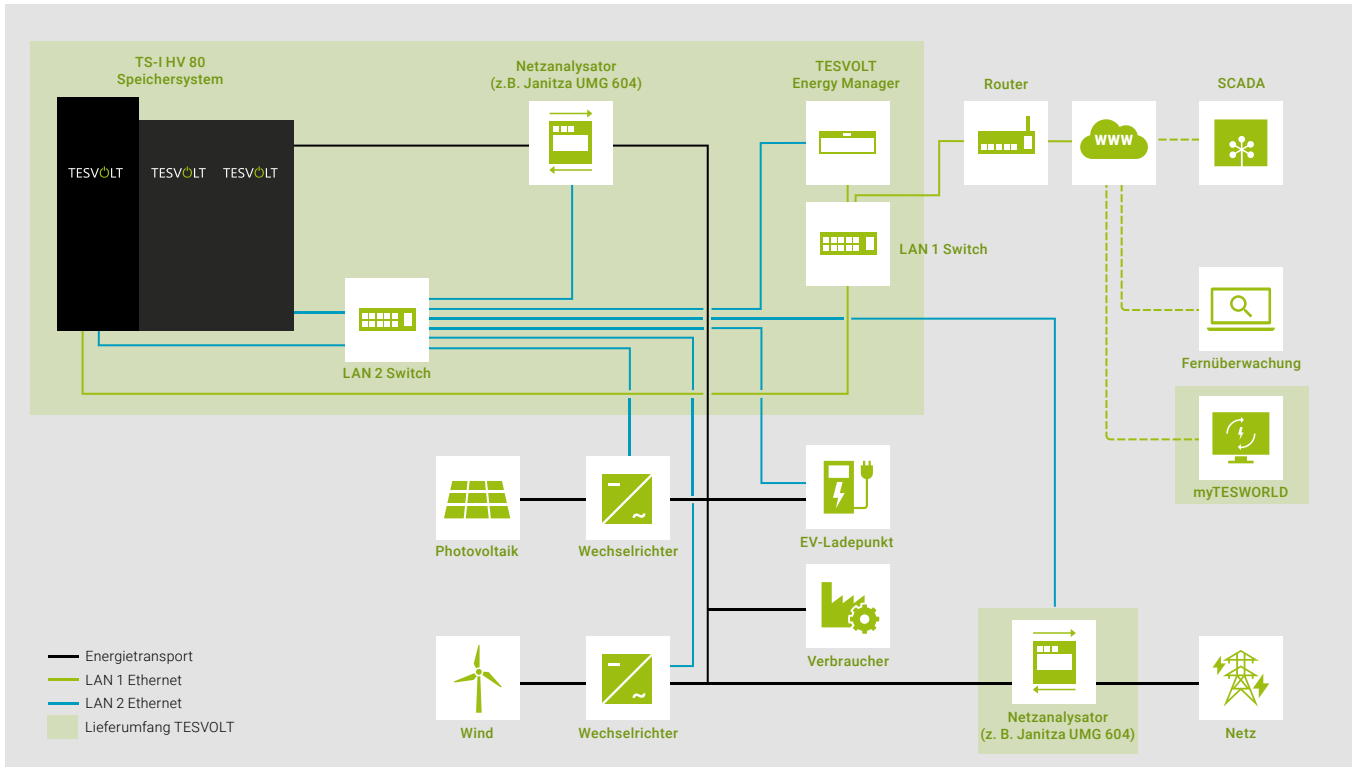 TS-I HV 80
Speichersystem
Netzanalysator
(z.B. Janitza UMG 604)
TESVOLT
Energy Manager
Router
SCADA
WWW
TESVOLT
TESVOLT
TESVOLT
LAN 1 Switch
LAN 2 Switch
Fernüberwachung
myTESWORLD
Photovoltaik
Wechselrichter
EV-Ladepunkt
Verbraucher
Wind
Wechselrichter
Netzanalysator
(z. B. Janitza UMG 604)
Netz
Energietransport
LAN 1 Ethernet
LAN 2 Ethernet
Lieferumfang TESVOLT